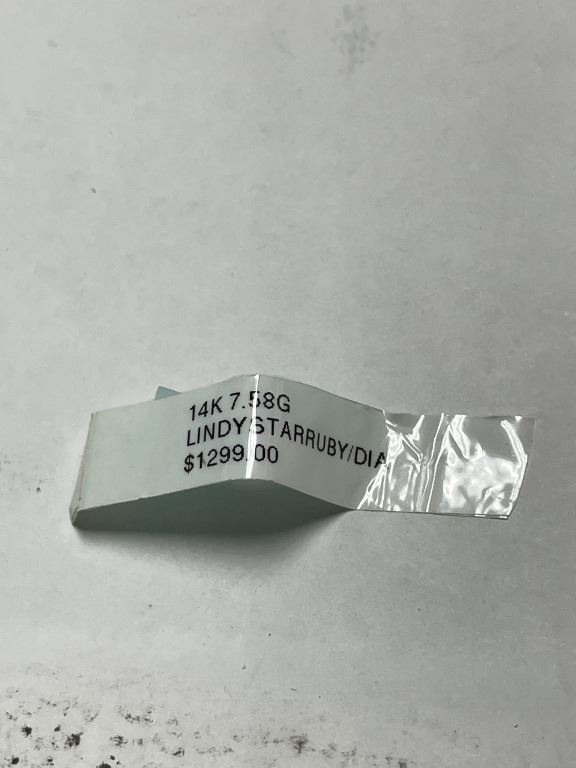 14K 7.58G
LINDY STARRUBY/DIA
$1299.00